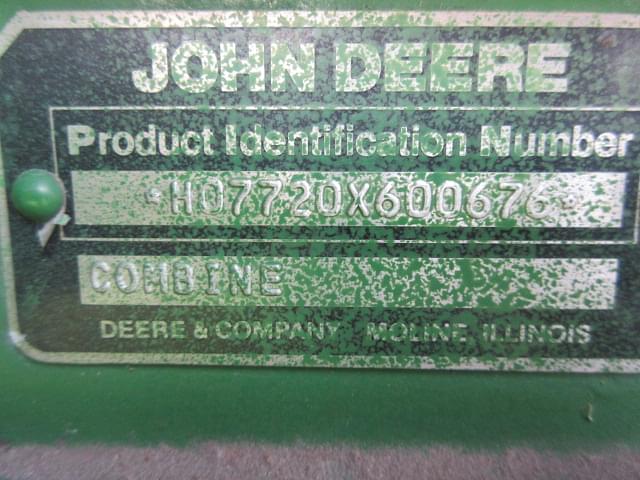 JOHN DEERE
Product Identification Number
*H07720X600676*
COMBINE
DEERE & COMPANY MOLINE, ILLINOIS